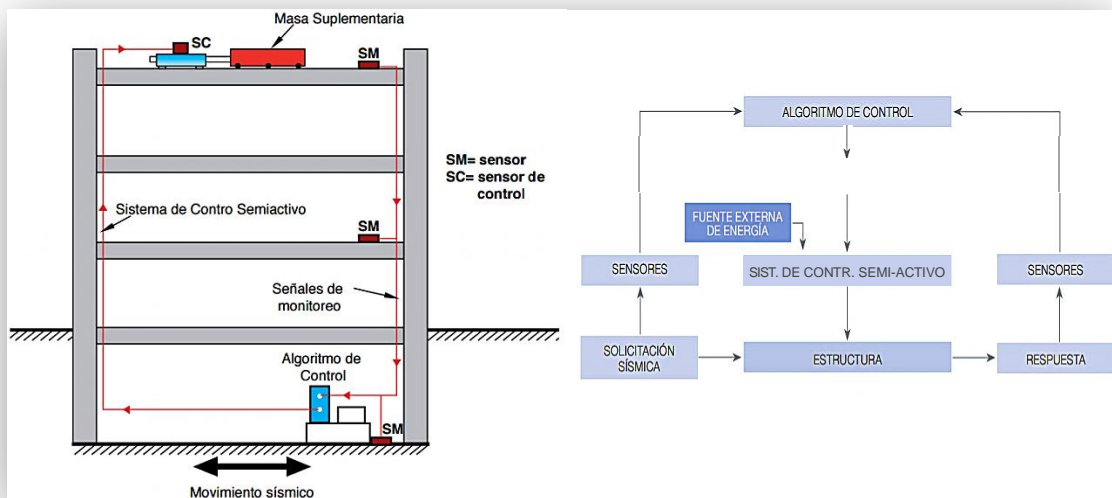 Masa Suplementaria
SC
SM
SM= sensor
SC= sensor de
control
Sistema de Contro Semiactivo
SM
Señales de
monitoreo
Algoritmo de
Control
SM
Movimiento sísmico
ALGORITMO DE CONTROL
FUENTE EXTERNA
DE ENERGÍA
SENSORES
SIST. DE CONTR. SEMI-ACTIVO
SENSORES
SOLICITACIÓN
SÍSMICA
ESTRUCTURA
RESPUESTA